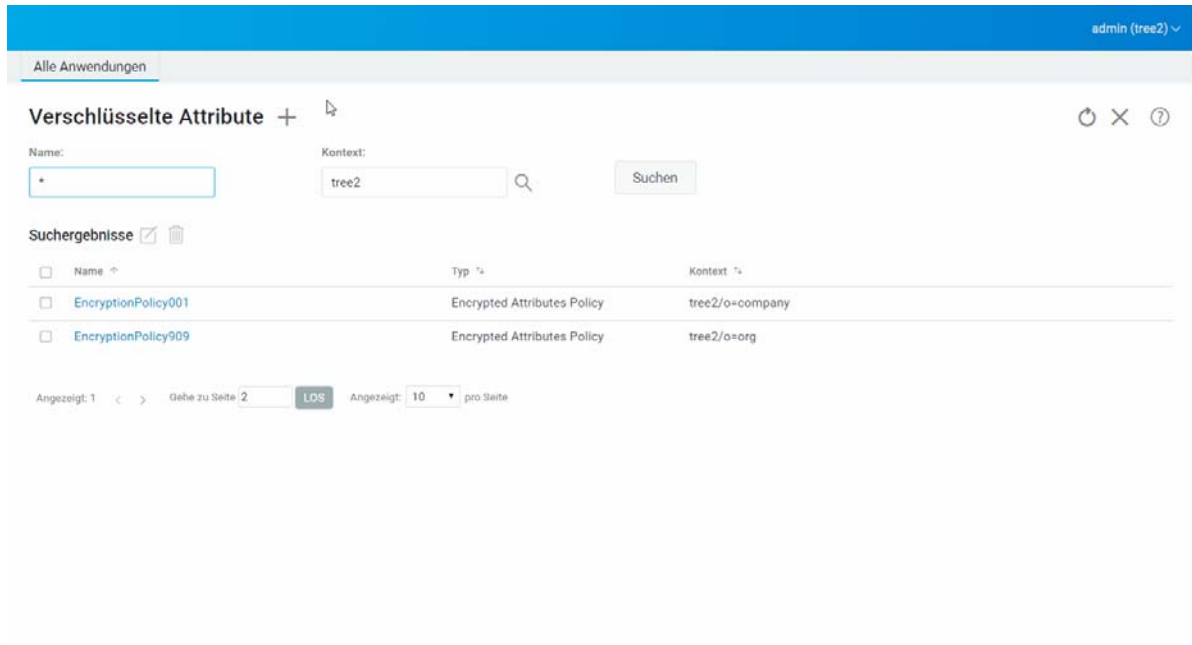 admin (tree2)
Alle Anwendungen
Verschlüsselte Attribute
Name: Kontext:
* tree2 Suchen
Suchergebnisse
Name Typ Kontext
EncryptionPolicy001 Encrypted Attributes Policy tree2/o=company
EncryptionPolicy909 Encrypted Attributes Policy tree2/o=org
Angezeigt: 1 < > Gehe zu Seite 2 LOS Angezeigt: 10 pro Seite